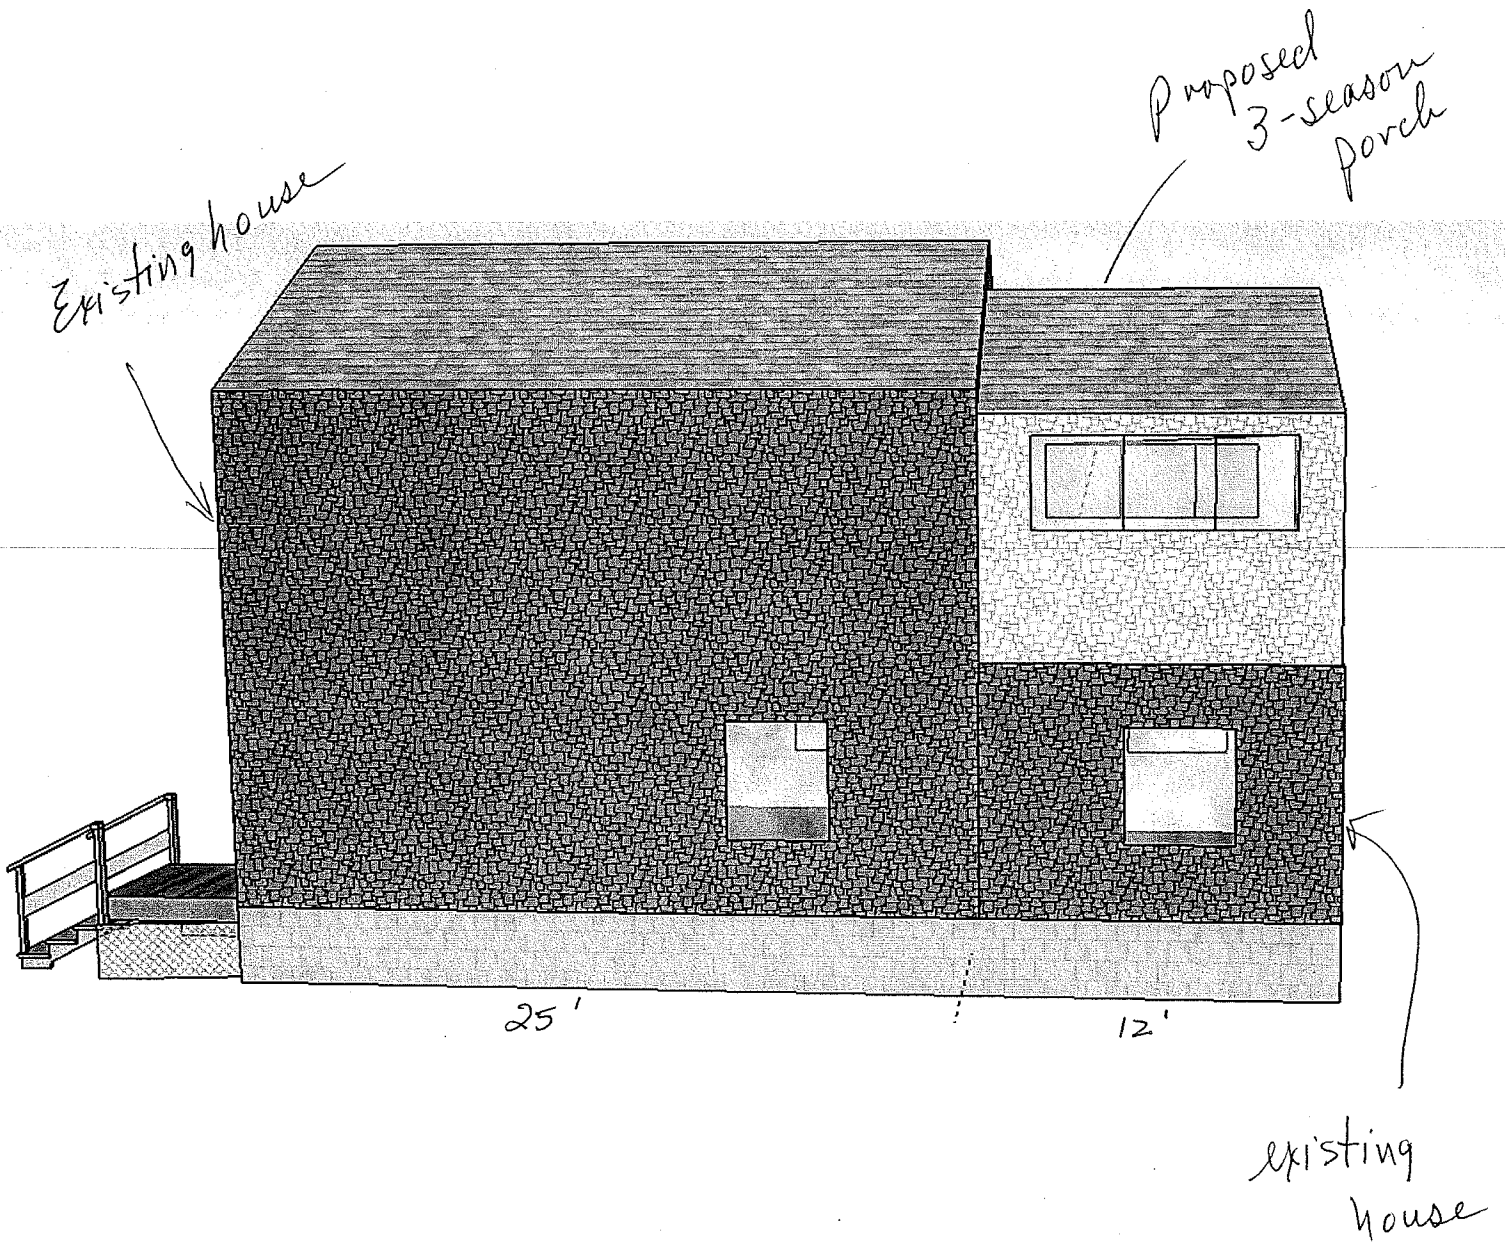 Proposed
3-season
porch
Existing house
25'
12'
existing
house